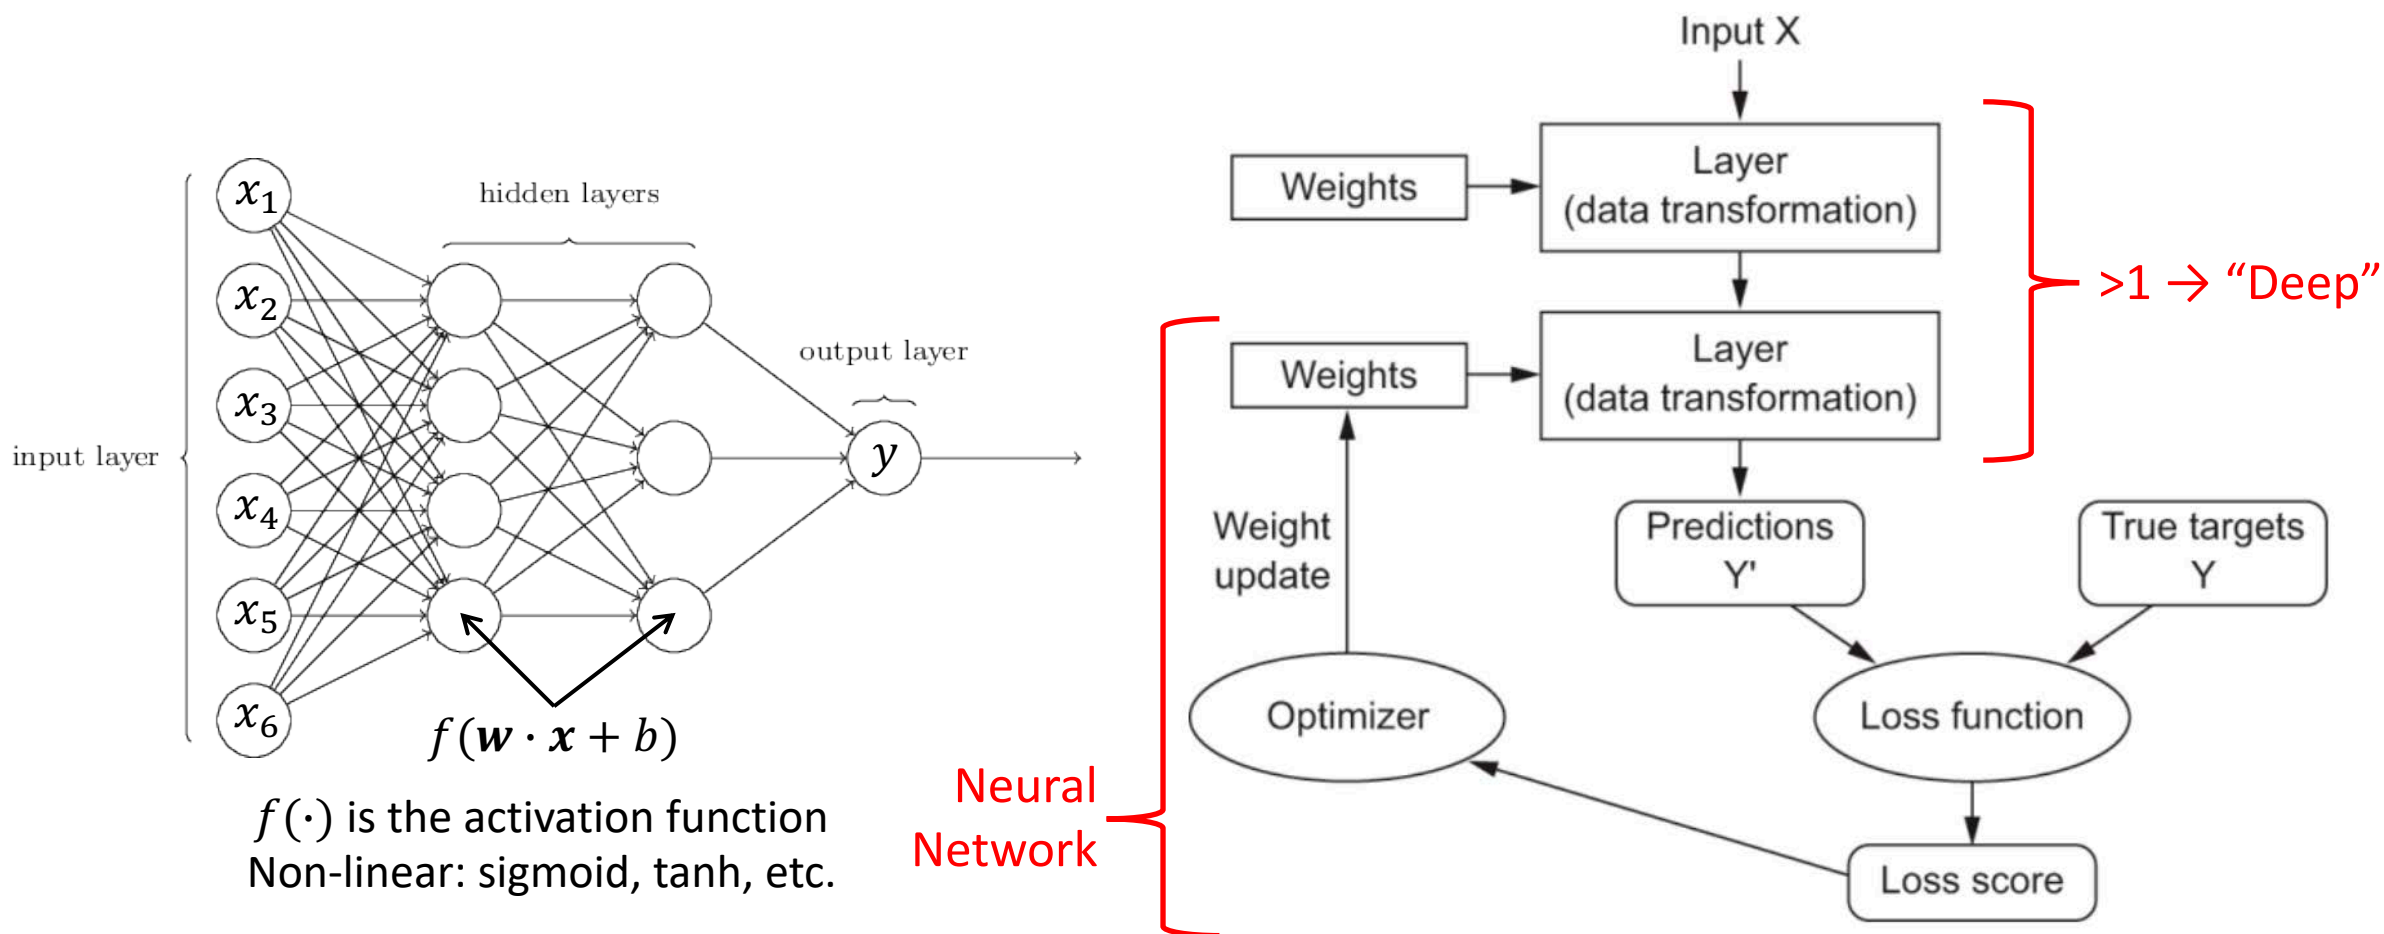 input layer
x₁
x₂
x₃
x₄
x₅
x₆
hidden layers
output layer
y
f(w · x + b)
f(·) is the activation function
Non-linear: sigmoid, tanh, etc.
Input X
Weights
Layer
(data transformation)
Weights
Layer
(data transformation)
>1 → “Deep”
Weight
update
Predictions
Y'
True targets
Y
Optimizer
Loss function
Loss score
Neural
Network